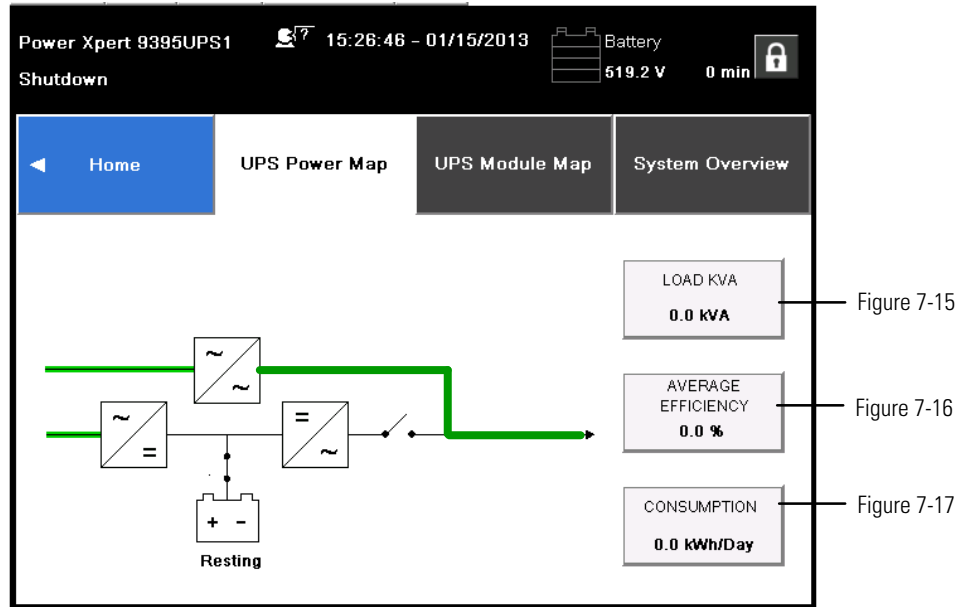 Power Xpert 9395UPS1
? 15:26:46 - 01/15/2013
Battery
Shutdown
519.2 V 0 min
Home
UPS Power Map
UPS Module Map
System Overview
LOAD KVA
0.0 kVA
Figure 7-15
AVERAGE
EFFICIENCY
0.0 %
Figure 7-16
CONSUMPTION
0.0 kWh/Day
Figure 7-17
~
~
~
=
=
~
+ -
Resting